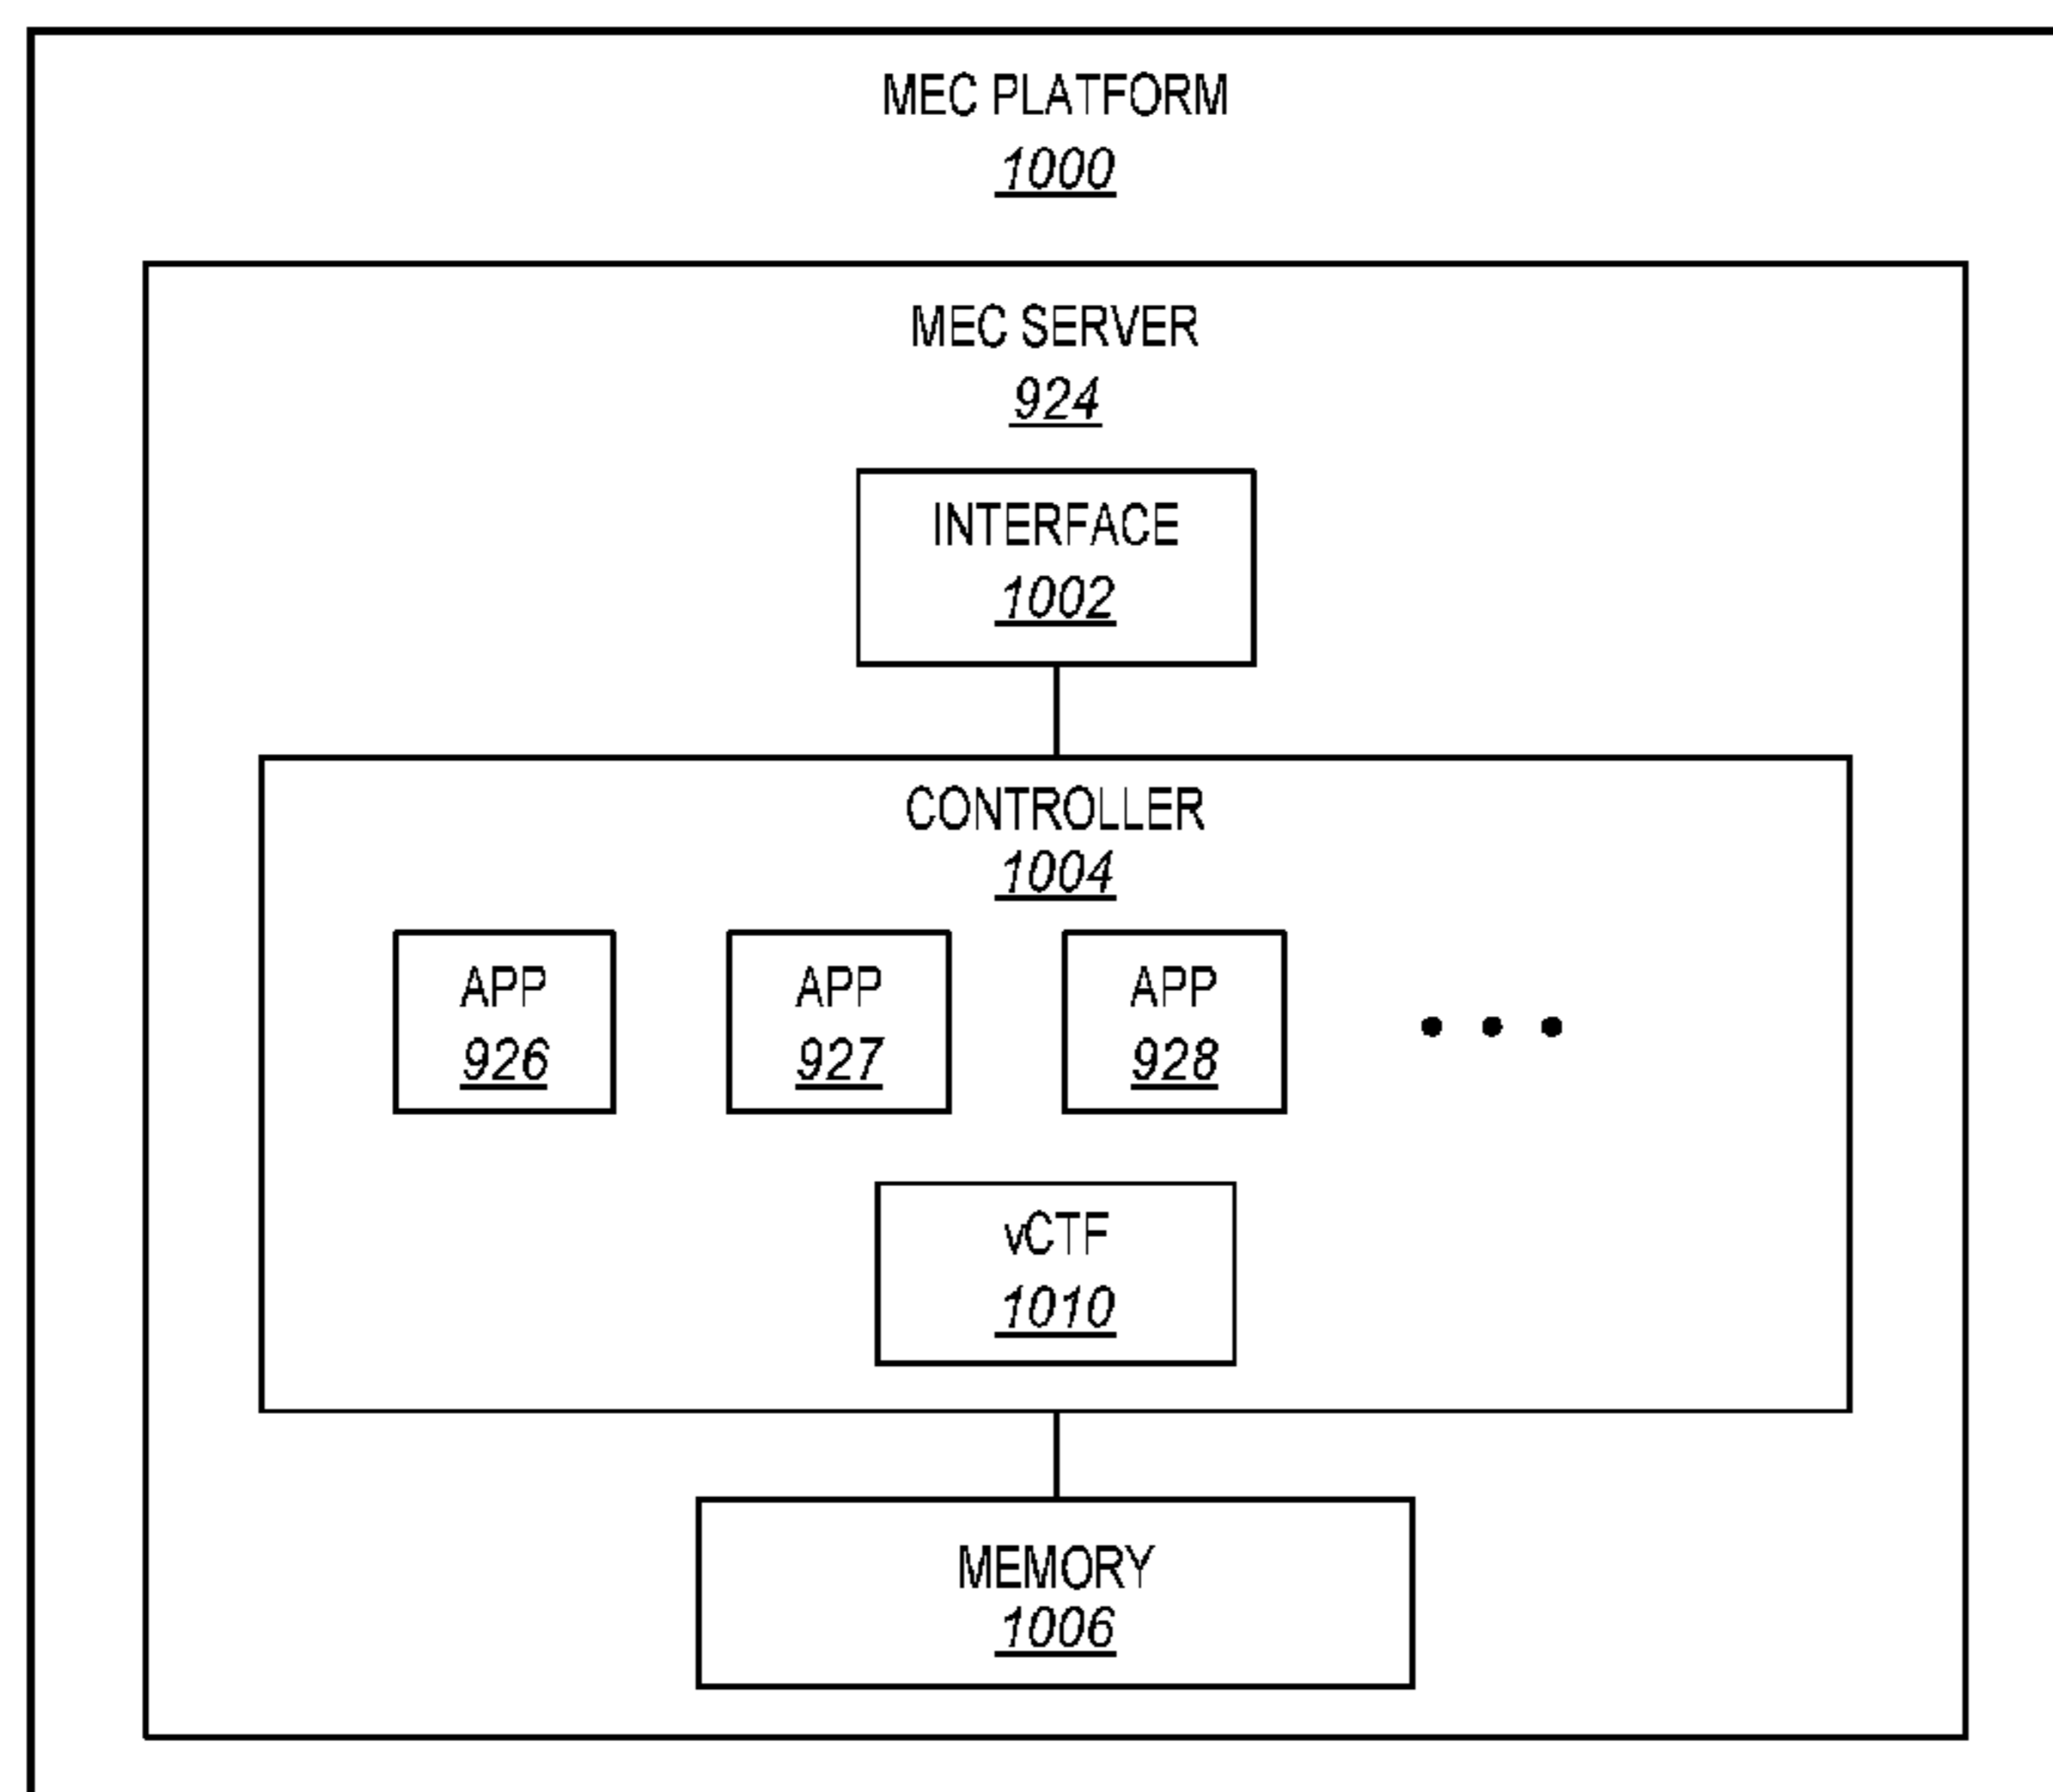 MEC PLATFORM
1000
MEC SERVER
924
INTERFACE
1002
CONTROLLER
1004
APP
926
APP
927
APP
928
• • •
vCTF
1010
MEMORY
1006